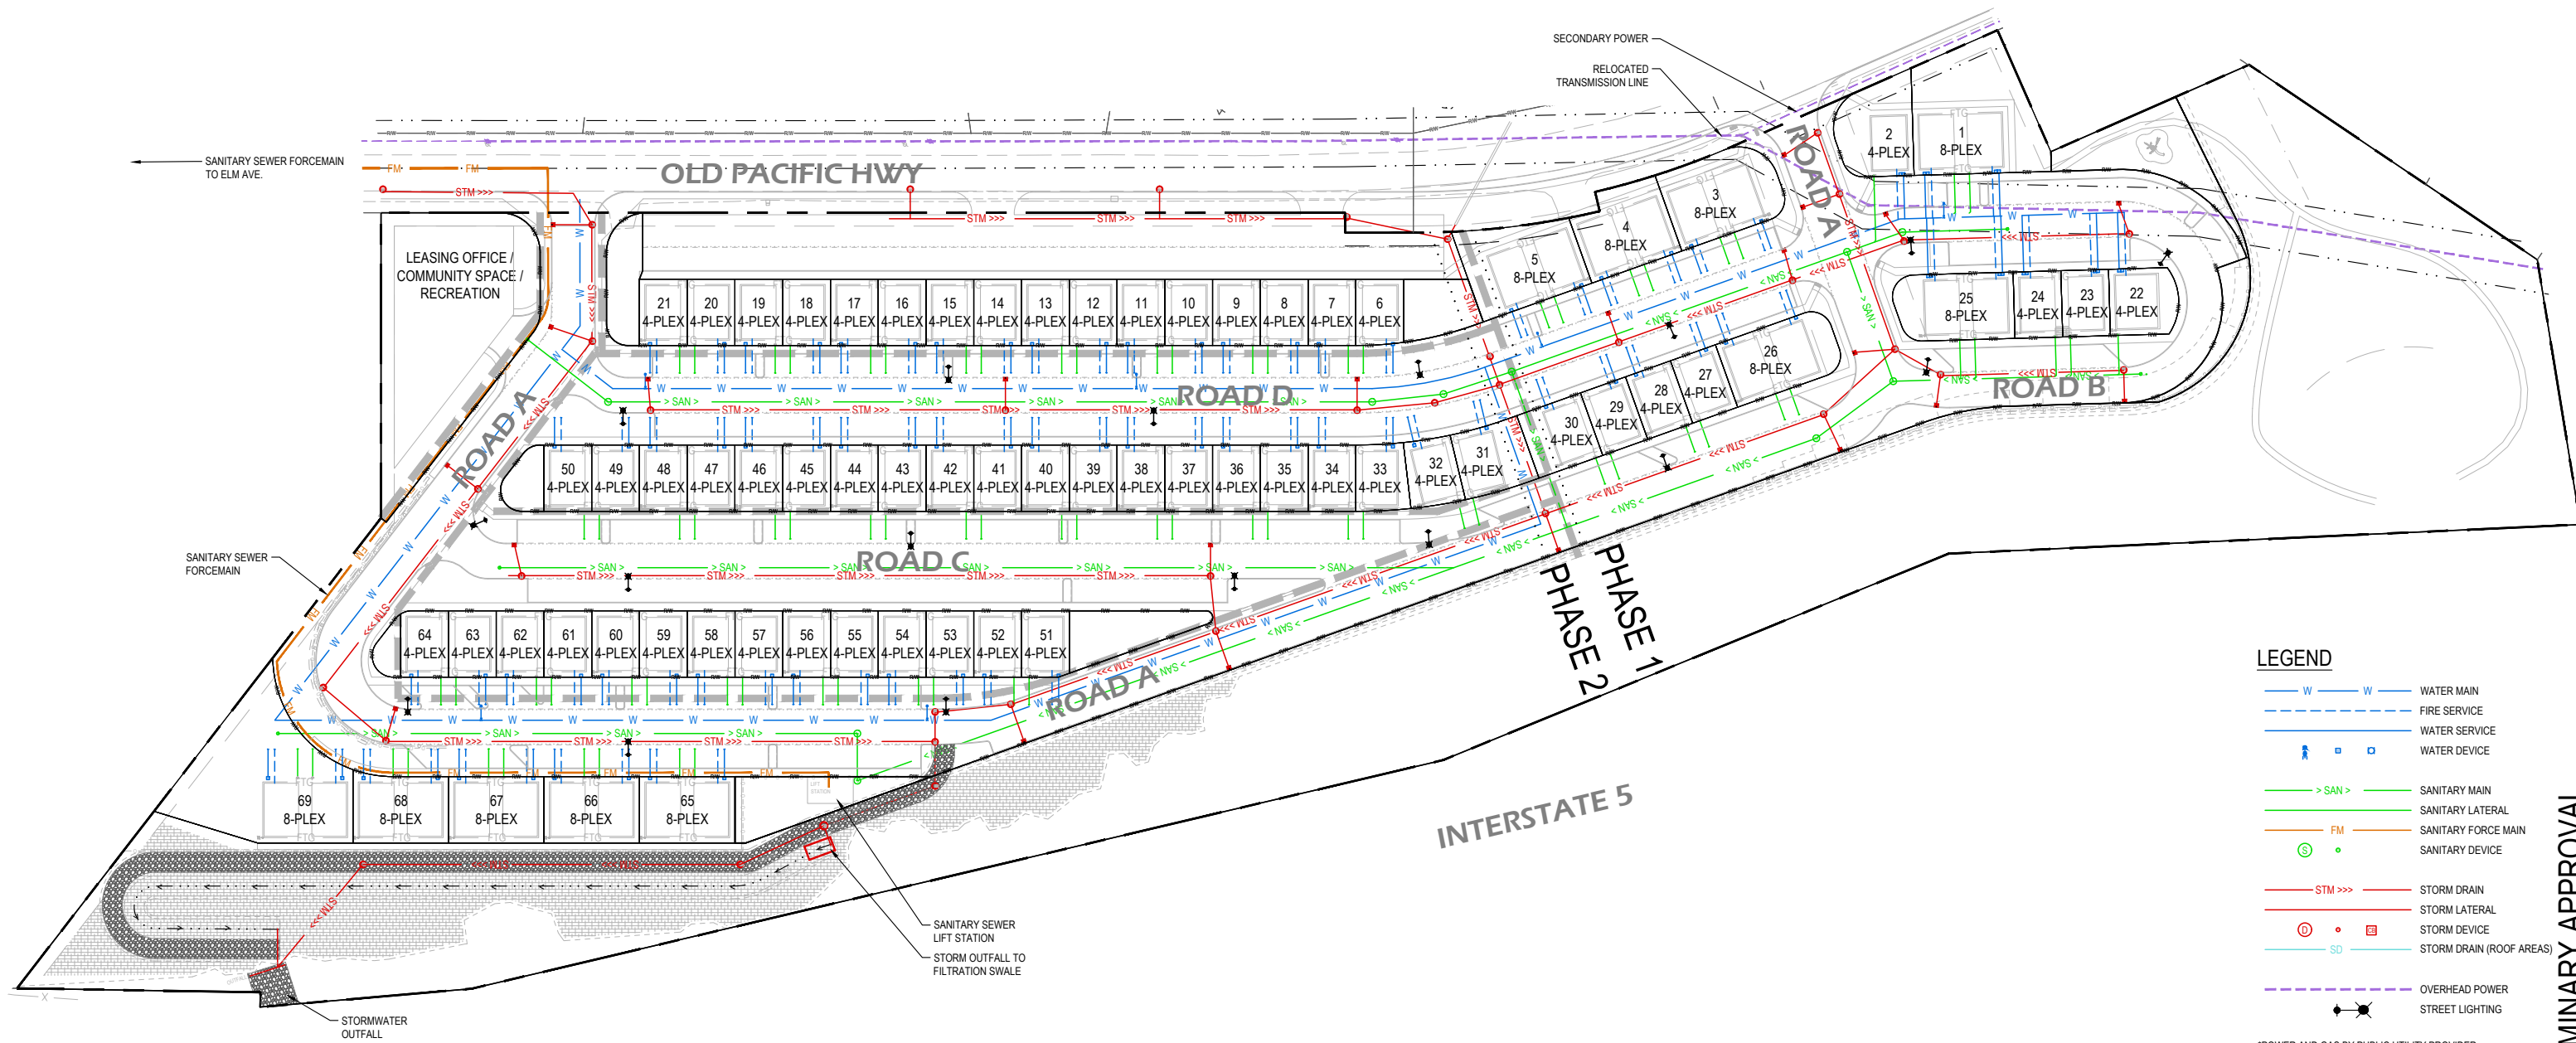 SECONDARY POWER
RELOCATED
TRANSMISSION LINE
SANITARY SEWER FORCEMAIN
TO ELM AVE.
OLD PACIFIC HWY
ROAD A
2
4-PLEX
1
8-PLEX
3
8-PLEX
4
8-PLEX
5
8-PLEX
LEASING OFFICE /
COMMUNITY SPACE /
RECREATION
21
4-PLEX
20
4-PLEX
19
4-PLEX
18
4-PLEX
17
4-PLEX
16
4-PLEX
15
4-PLEX
14
4-PLEX
13
4-PLEX
12
4-PLEX
11
4-PLEX
10
4-PLEX
9
4-PLEX
8
4-PLEX
7
4-PLEX
6
4-PLEX
25
8-PLEX
24
4-PLEX
23
4-PLEX
22
4-PLEX
26
8-PLEX
27
4-PLEX
28
4-PLEX
29
4-PLEX
30
4-PLEX
ROAD D
ROAD B
ROAD A
50
4-PLEX
49
4-PLEX
48
4-PLEX
47
4-PLEX
46
4-PLEX
45
4-PLEX
44
4-PLEX
43
4-PLEX
42
4-PLEX
41
4-PLEX
40
4-PLEX
39
4-PLEX
38
4-PLEX
37
4-PLEX
36
4-PLEX
35
4-PLEX
34
4-PLEX
33
4-PLEX
32
4-PLEX
31
4-PLEX
SANITARY SEWER
FORCEMAIN
ROAD C
PHASE 1
PHASE 2
64
4-PLEX
63
4-PLEX
62
4-PLEX
61
4-PLEX
60
4-PLEX
59
4-PLEX
58
4-PLEX
57
4-PLEX
56
4-PLEX
55
4-PLEX
54
4-PLEX
53
4-PLEX
52
4-PLEX
51
4-PLEX
ROAD A
69
8-PLEX
68
8-PLEX
67
8-PLEX
66
8-PLEX
65
8-PLEX
LIFT
STATION
INTERSTATE 5
SANITARY SEWER
LIFT STATION
STORM OUTFALL TO
FILTRATION SWALE
STORMWATER
OUTFALL
LEGEND
W W WATER MAIN
FIRE SERVICE
WATER SERVICE
WATER DEVICE
> SAN > SANITARY MAIN
SANITARY LATERAL
FM SANITARY FORCE MAIN
S SANITARY DEVICE
STM >>> STORM DRAIN
STORM LATERAL
D STORM DEVICE
SD STORM DRAIN (ROOF AREAS)
OVERHEAD POWER
STREET LIGHTING
MINARY APPROVAL